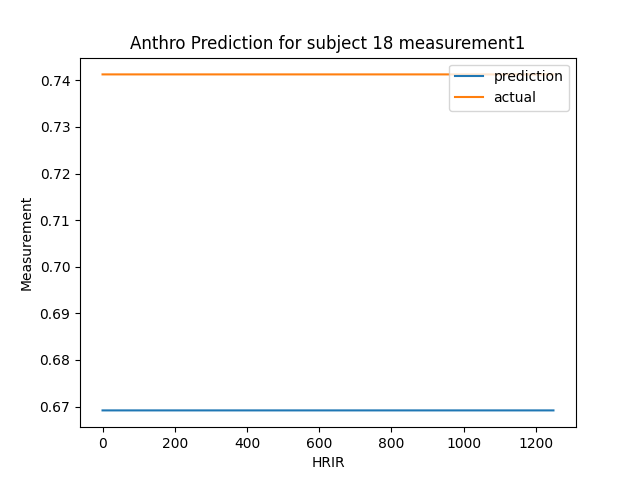 Anthro Prediction for subject 18 measurement1
prediction
actual
Measurement
0.74
0.73
0.72
0.71
0.70
0.69
0.68
0.67
0 200 400 600 800 1000 1200
HRIR